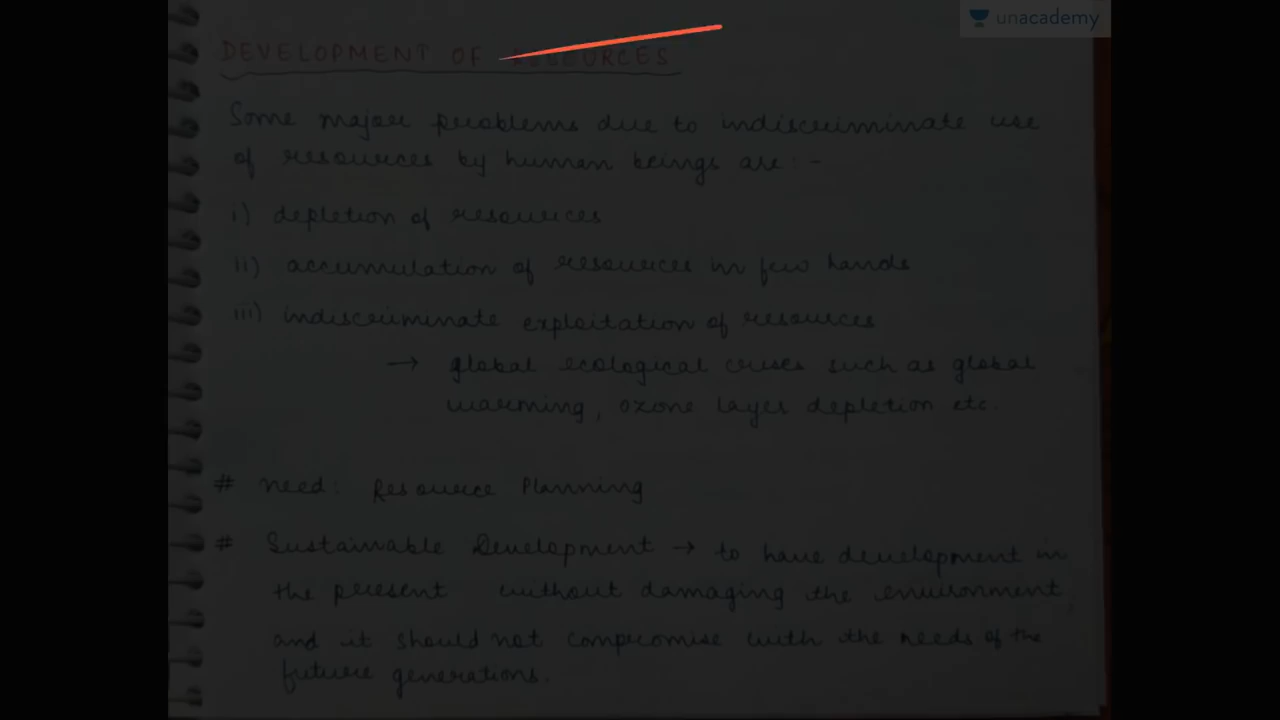 unacademy
DEVELOPMENT OF RESOURCES
Some major problems due to indiscriminate use
of resources by human beings are :-
i) depletion of resources
ii) accumulation of resources in few hands
iii) indiscriminate exploitation of resources
→ global ecological crises such as global
warming, ozone layer depletion etc.
# need: Resource Planning
# Sustainable Development → to have development in
the present without damaging the environment
and it should not compromise with the needs of the
future generations.